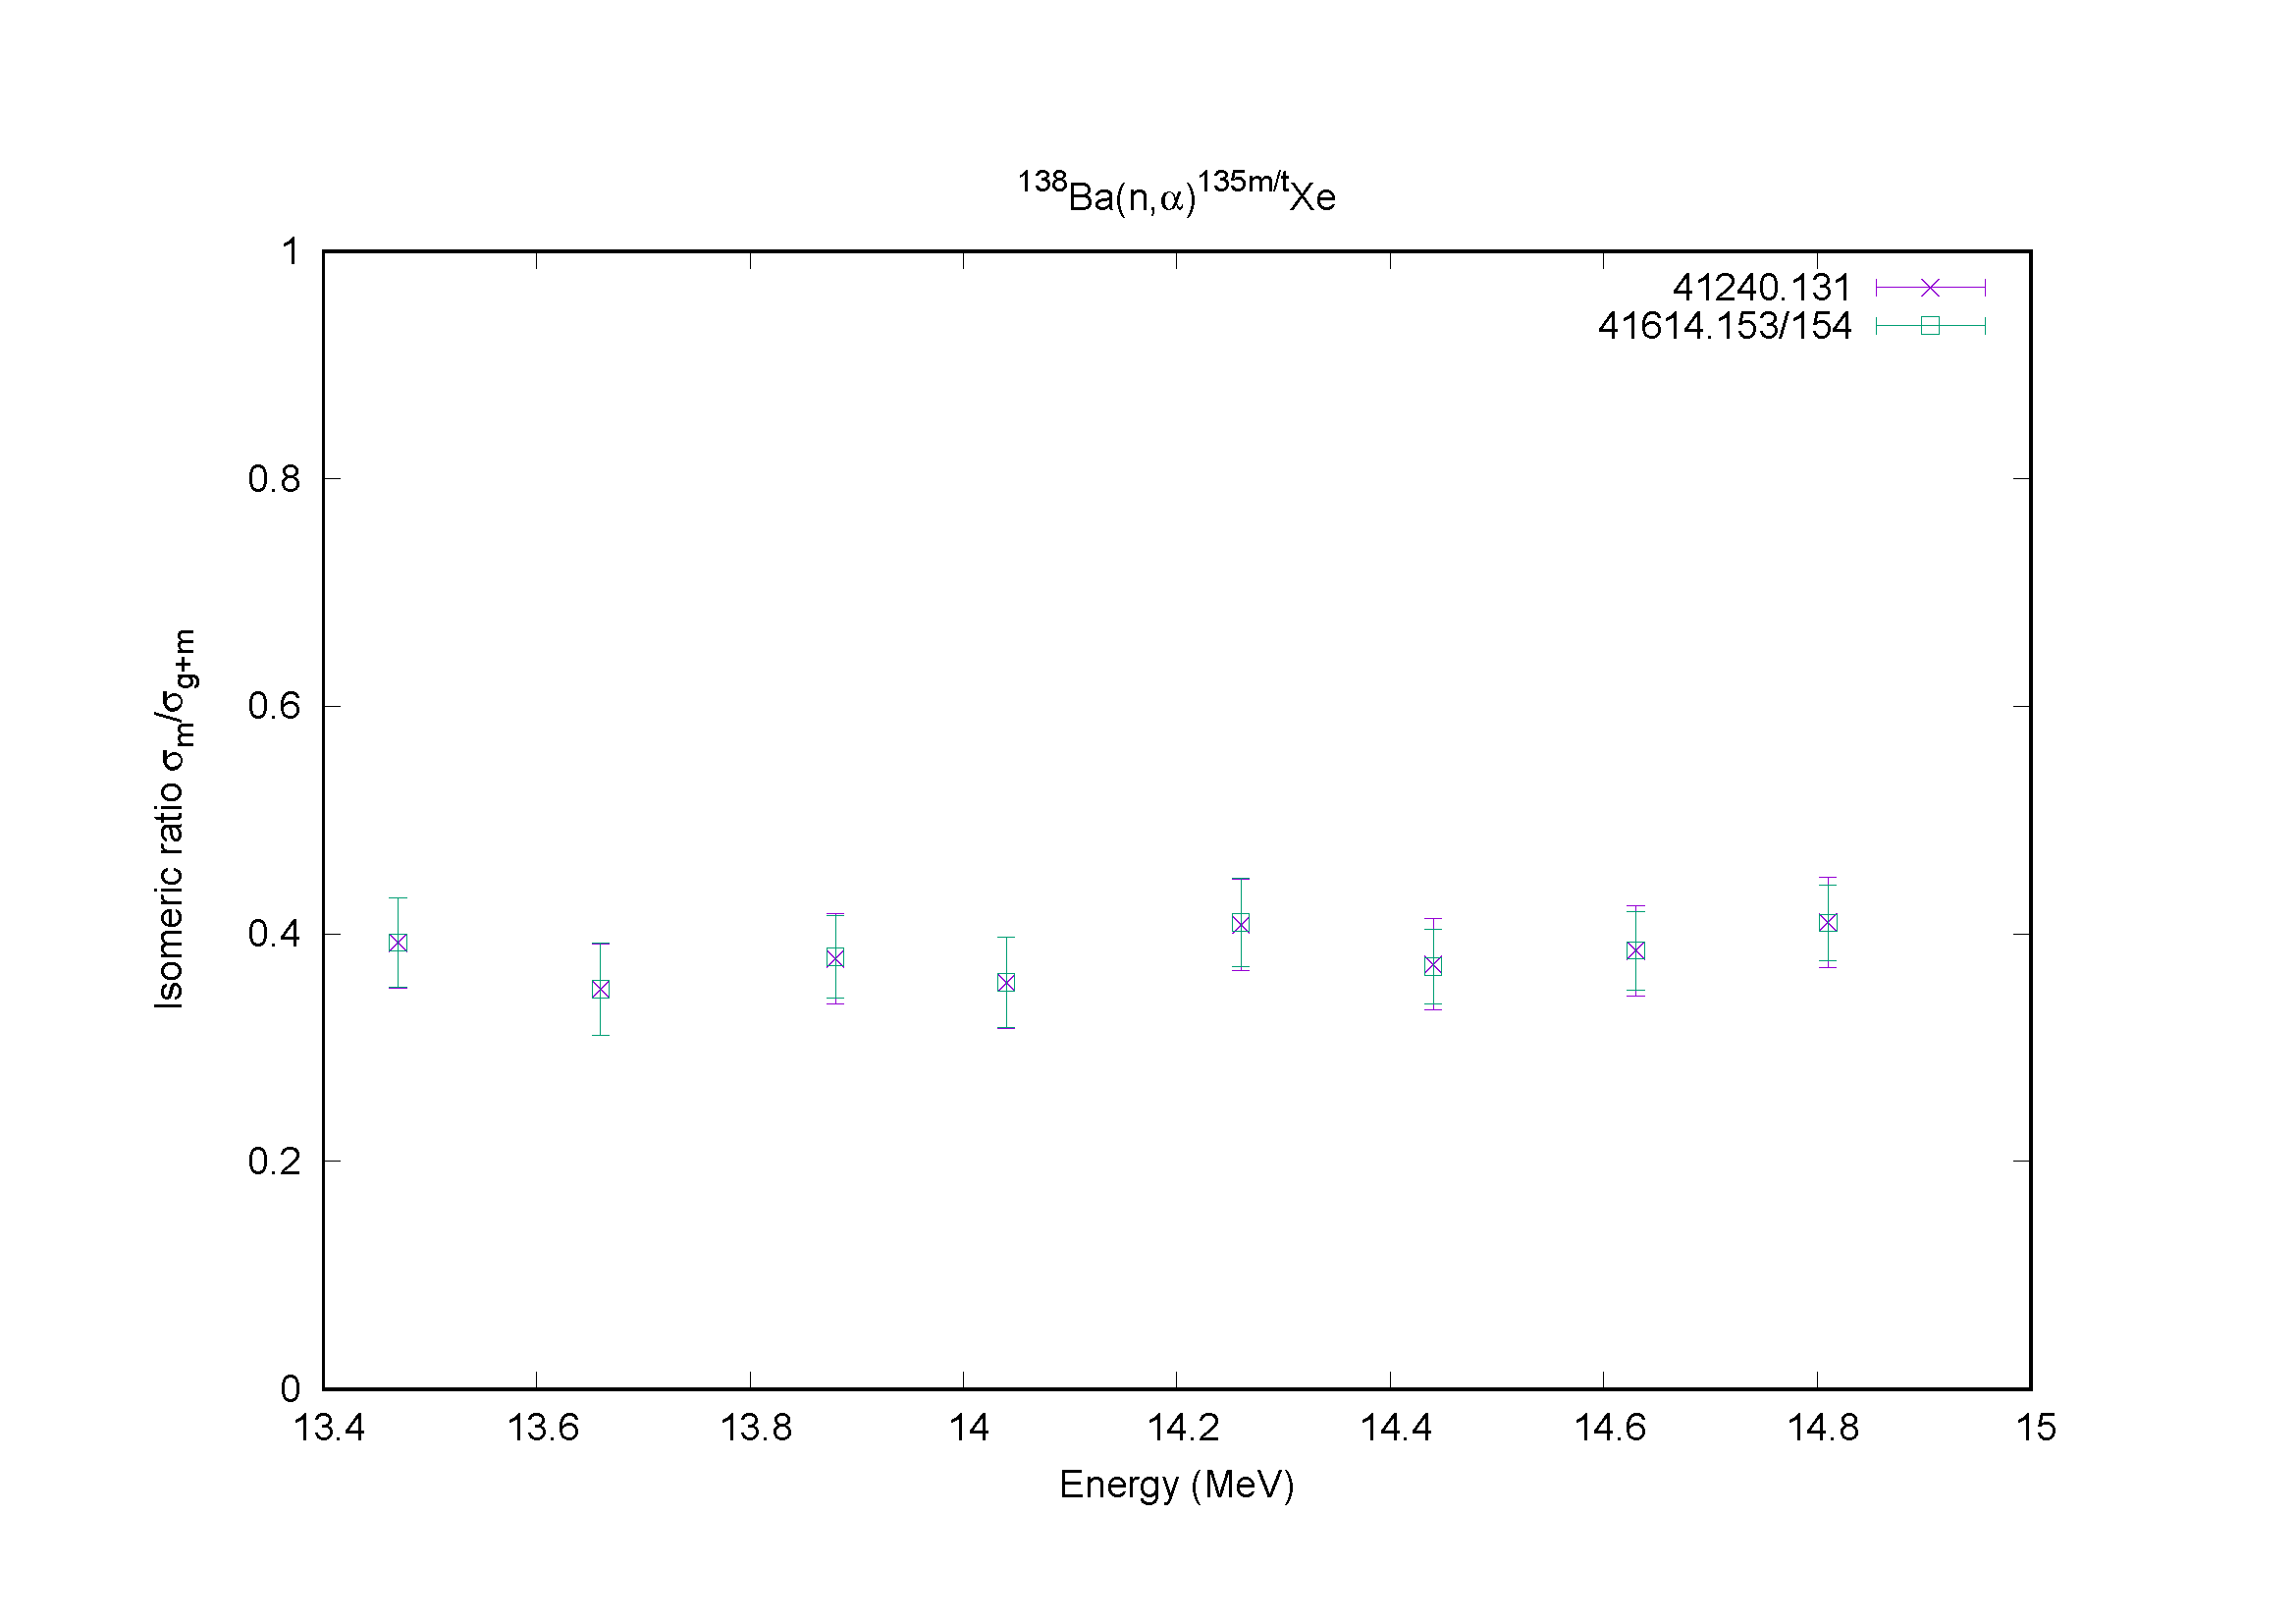 ¹³⁸Ba(n,α)¹³⁵ᵐ/ᵗXe
41240.131
41614.153/154
Isomeric ratio σm/σg+m
1
0.8
0.6
0.4
0.2
0
13.4 13.6 13.8 14 14.2 14.4 14.6 14.8 15
Energy (MeV)